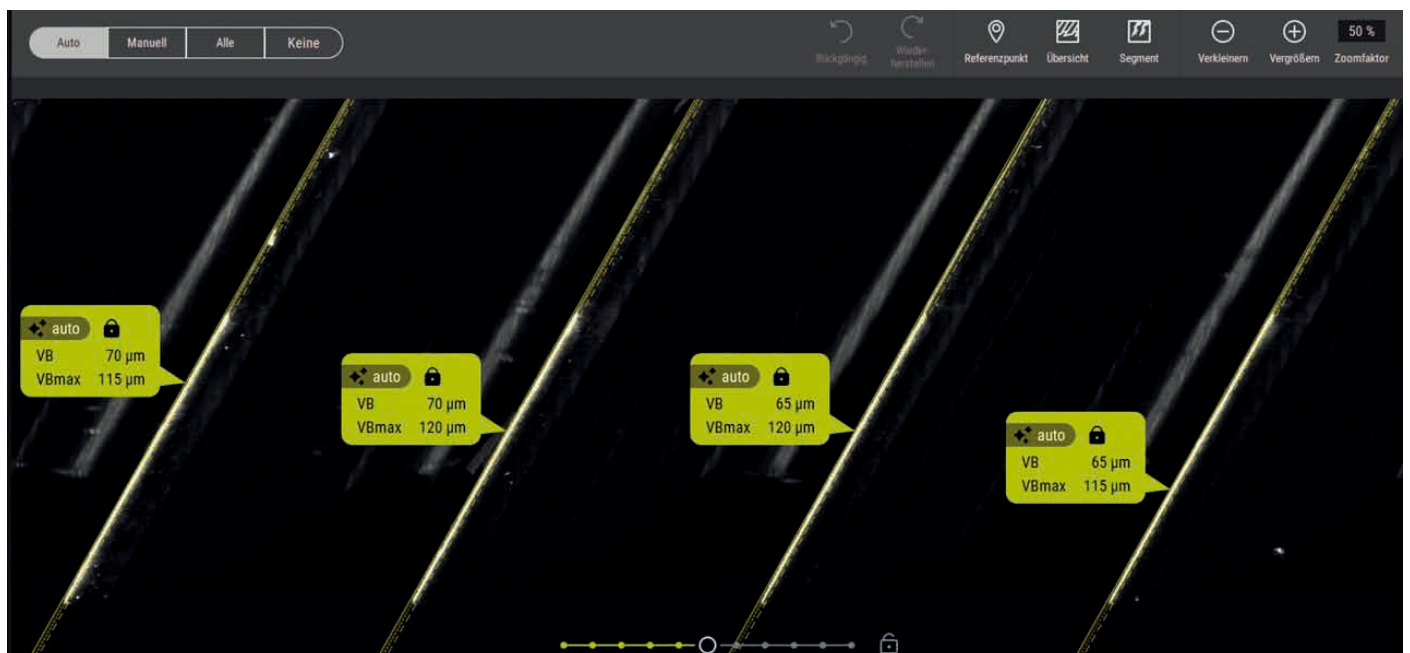 Auto
Manuell
Alle
Keine
Rückgängig
Wieder-
herstellen
Referenzpunkt
Übersicht
Segment
Verkleinern
Vergrößern
50 %
Zoomfaktor
auto
VB 70 µm
VBmax 115 µm
auto
VB 70 µm
VBmax 120 µm
auto
VB 65 µm
VBmax 120 µm
auto
VB 65 µm
VBmax 115 µm